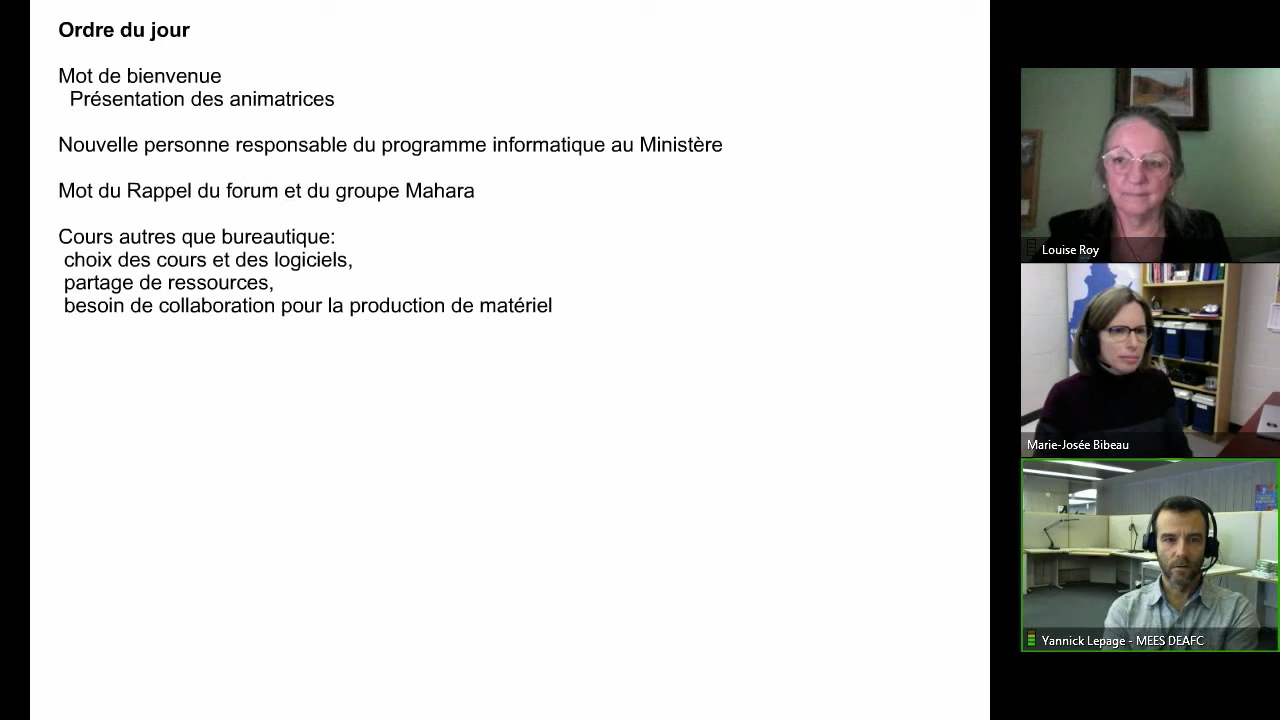 Ordre du jour
Mot de bienvenue
Présentation des animatrices
Nouvelle personne responsable du programme informatique au Ministère
Mot du Rappel du forum et du groupe Mahara
Cours autres que bureautique:
choix des cours et des logiciels,
partage de ressources,
besoin de collaboration pour la production de matériel
Louise Roy
Marie-Josée Bibeau
Yannick Lepage - MEES DEAFC